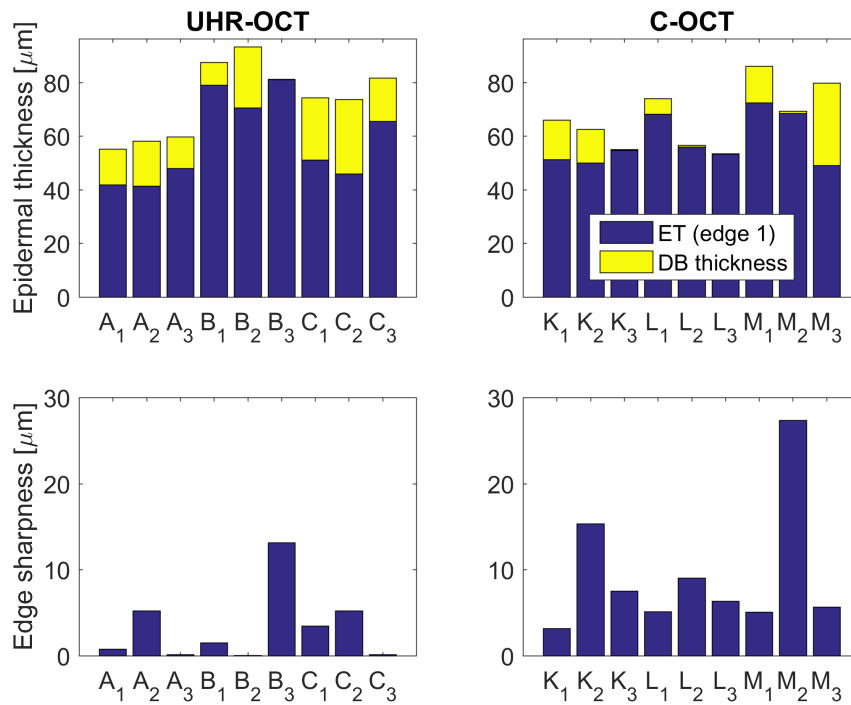 UHR-OCT
C-OCT
Epidermal thickness [μm]
80
60
40
20
0
A₁ A₂ A₃ B₁ B₂ B₃ C₁ C₂ C₃
80
60
40
20
0
ET (edge 1)
DB thickness
K₁ K₂ K₃ L₁ L₂ L₃ M₁ M₂ M₃
Edge sharpness [μm]
30
20
10
0
A₁ A₂ A₃ B₁ B₂ B₃ C₁ C₂ C₃
30
20
10
0
K₁ K₂ K₃ L₁ L₂ L₃ M₁ M₂ M₃